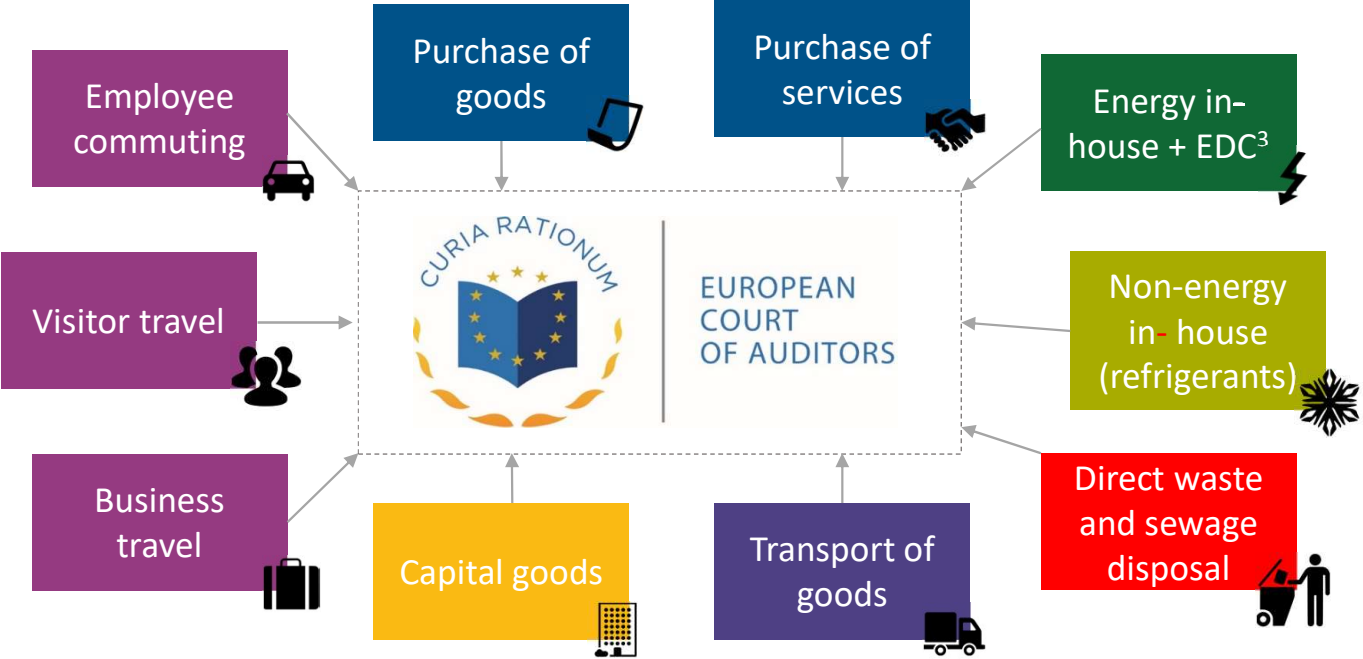 Employee
commuting
Purchase of
goods
Purchase of
services
Energy in-
house + EDC³
Visitor travel
CURIA RATIONUM
EUROPEAN
COURT
OF AUDITORS
Non-energy
in- house
(refrigerants)
Business
travel
Capital goods
Transport of
goods
Direct waste
and sewage
disposal